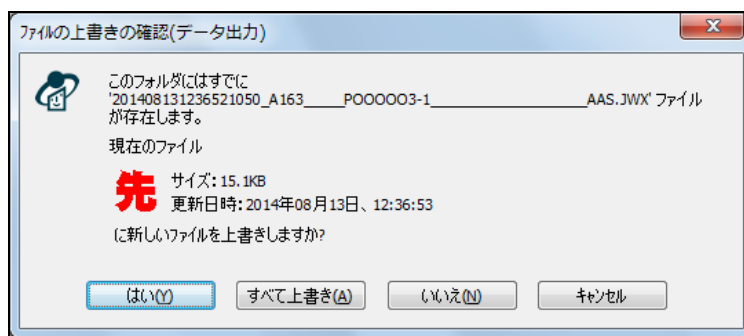 ファイルの上書きの確認(データ出力)
このフォルダにはすでに
'201408131236521050_A163_____PO00003-1__________________AAS.JWX' ファイル
が存在します。
現在のファイル
先
サイズ: 15.1KB
更新日時: 2014年08月13日、12:36:53
に新しいファイルを上書きしますか?
はい(Y) すべて上書き(A) いいえ(N) キャンセル